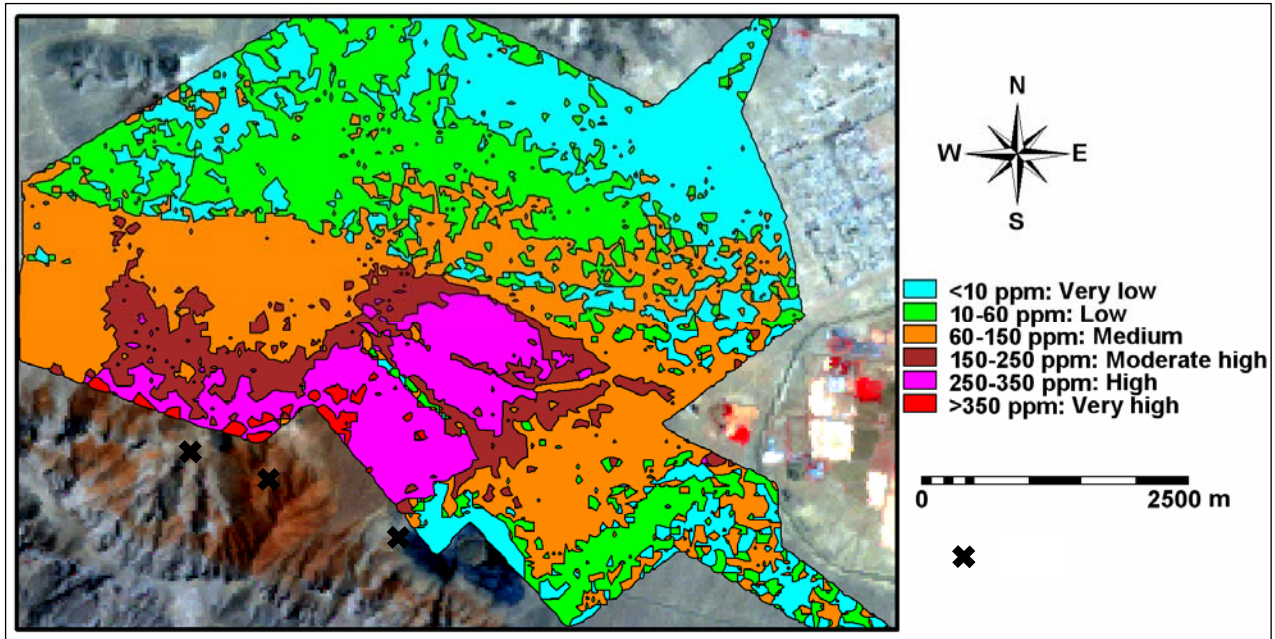 N
W E
S
<10 ppm: Very low
10-60 ppm: Low
60-150 ppm: Medium
150-250 ppm: Moderate high
250-350 ppm: High
>350 ppm: Very high
0 2500 m